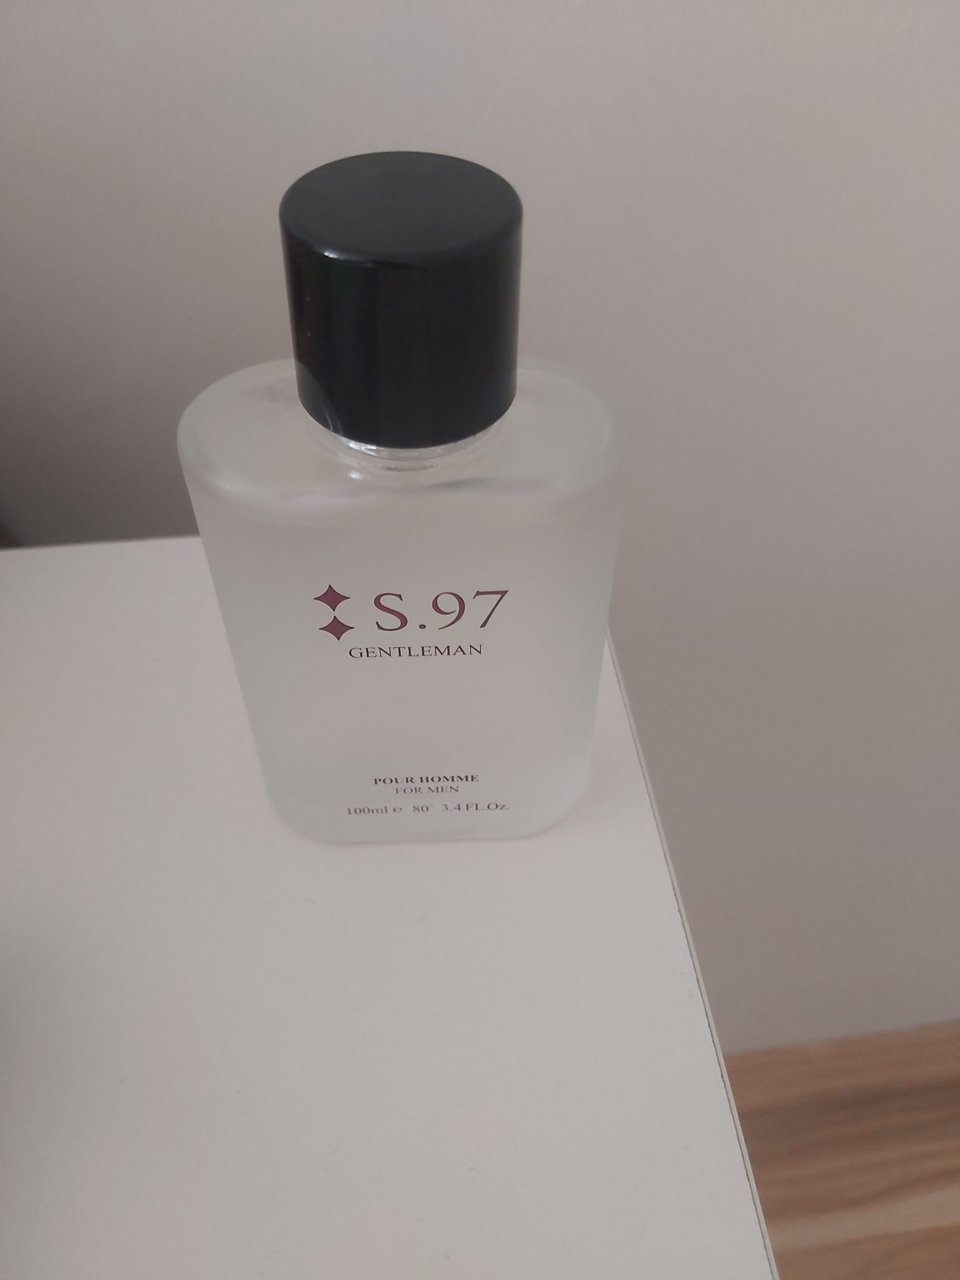 S.97
GENTLEMAN
POUR HOMME
FOR MEN
100ml e 80° 3.4 FL.Oz.